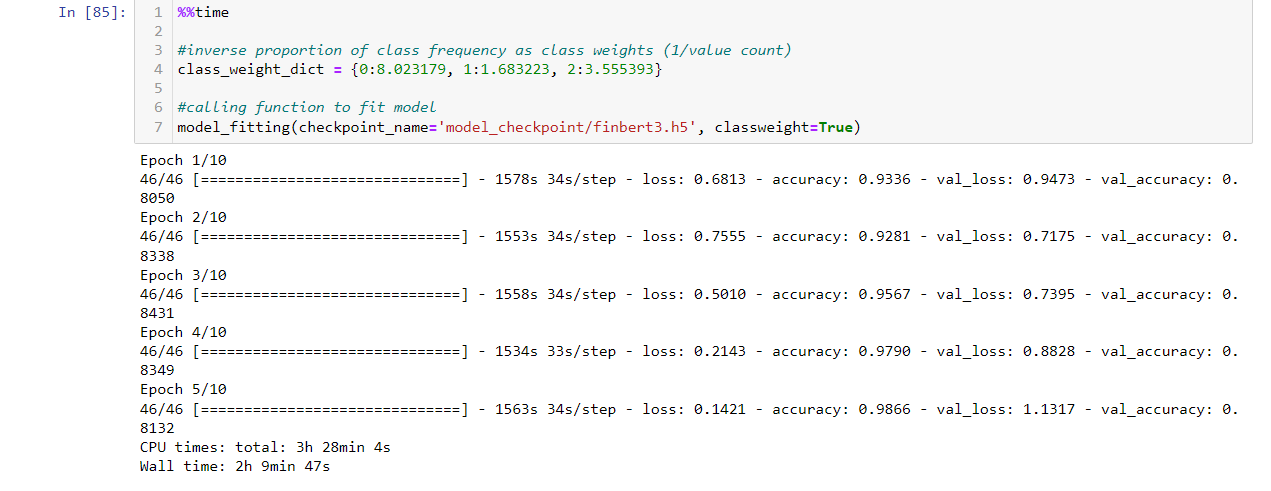 In [85]:
1 %%time
2
3 #inverse proportion of class frequency as class weights (1/value count)
4 class_weight_dict = {0:8.023179, 1:1.683223, 2:3.555393}
5
6 #calling function to fit model
7 model_fitting(checkpoint_name='model_checkpoint/finbert3.h5', classweight=True)
Epoch 1/10
46/46 [==============================] - 1578s 34s/step - loss: 0.6813 - accuracy: 0.9336 - val_loss: 0.9473 - val_accuracy: 0.
8050
Epoch 2/10
46/46 [==============================] - 1553s 34s/step - loss: 0.7555 - accuracy: 0.9281 - val_loss: 0.7175 - val_accuracy: 0.
8338
Epoch 3/10
46/46 [==============================] - 1558s 34s/step - loss: 0.5010 - accuracy: 0.9567 - val_loss: 0.7395 - val_accuracy: 0.
8431
Epoch 4/10
46/46 [==============================] - 1534s 33s/step - loss: 0.2143 - accuracy: 0.9790 - val_loss: 0.8828 - val_accuracy: 0.
8349
Epoch 5/10
46/46 [==============================] - 1563s 34s/step - loss: 0.1421 - accuracy: 0.9866 - val_loss: 1.1317 - val_accuracy: 0.
8132
CPU times: total: 3h 28min 4s
Wall time: 2h 9min 47s